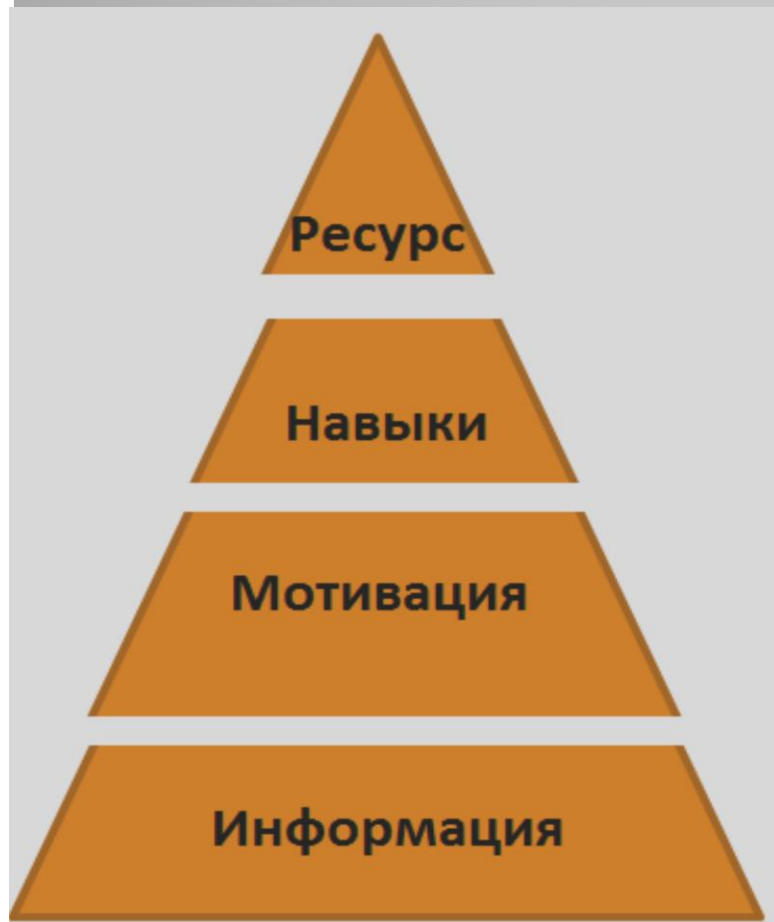 Ресурс
Навыки
Мотивация
Информация